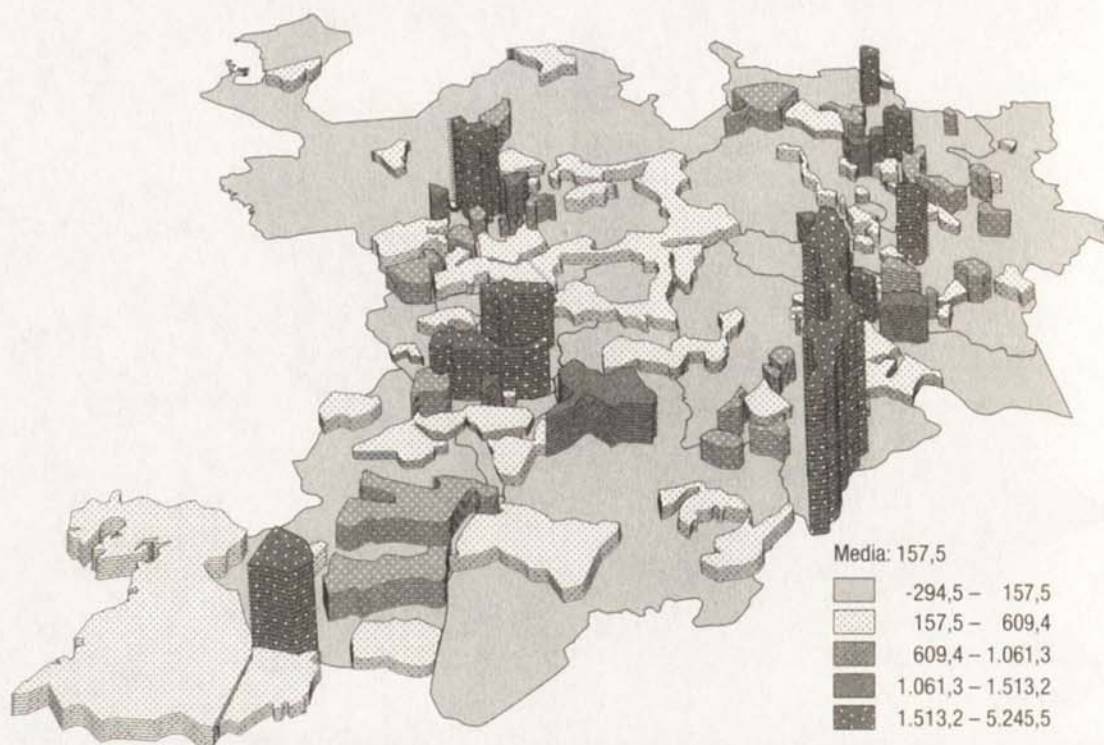 Media: 157,5
-294,5 – 157,5
157,5 – 609,4
609,4 – 1.061,3
1.061,3 – 1.513,2
1.513,2 – 5.245,5